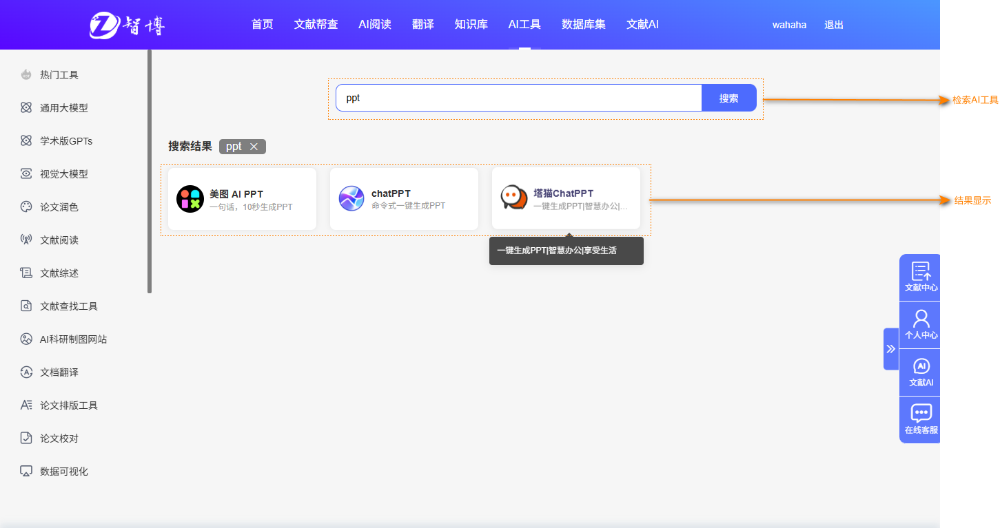 智博
首页 文献帮查 AI阅读 翻译 知识库 AI工具 数据库集 文献AI wahaha 退出
热门工具
通用大模型
学术版GPTs
视觉大模型
论文润色
文献阅读
文献综述
文献查找工具
AI科研制图网站
文档翻译
论文排版工具
论文校对
数据可视化
ppt 搜索
检索AI工具
搜索结果 ppt
美图 AI PPT
一句话，10秒生成PPT
chatPPT
命令式一键生成PPT
塔猫ChatPPT
一键生成PPT|智慧办公|...
结果显示
一键生成PPT|智慧办公|享受生活
文献中心
个人中心
AI
文献AI
在线客服